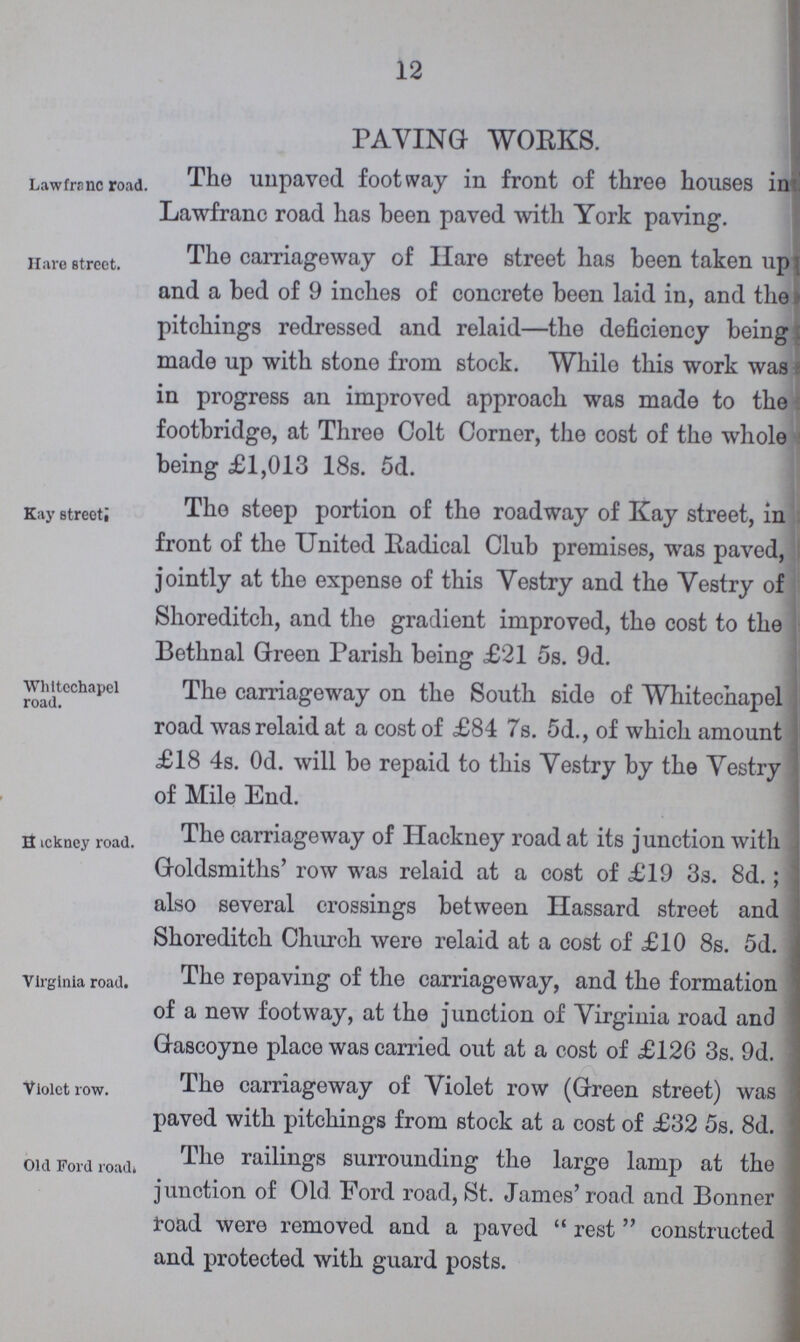 12
PAVING WORKS.
Lawfranc road. The unpaved footway in front of three houses in
Lawfranc road has been paved with York paving.
Hare street. The carriageway of Hare street has been taken up
and a bed of 9 inches of concrete been laid in, and the
pitchings redressed and relaid—the deficiency being
made up with stone from stock. While this work was
in progress an improved approach was made to the
footbridge, at Three Colt Corner, the cost of the whole
being £1,013 18s. 5d.
Kay street; The steep portion of the roadway of Kay street, in
front of the United Radical Club premises, was paved,
jointly at the expense of this Vestry and the Vestry of
Shoreditch, and the gradient improved, the cost to the
Bethnal Green Parish being £21 5s. 9d.
Whitechapel road. The carriageway on the South side of Whitechapel
road was relaid at a cost of £84 7s. 5d., of which amount
£18 4s. 0d. will be repaid to this Vestry by the Vestry
of Mile End.
Hackney road. The carriageway of Hackney road at its junction with
Goldsmiths' row was relaid at a cost of £19 3s. 8d.;
also several crossings between Hassard street and
Shoreditch Church were relaid at a cost of £10 8s. 5d.
Virginia road. The repaving of the carriageway, and the formation
of a new footway, at the junction of Virginia road and
Gascoyne place was carried out at a cost of £126 3s. 9d.
Violet row. The carriageway of Violet row (Green street) was
paved with pitchings from stock at a cost of £32 5s. 8d.
Old Ford road. The railings surrounding the large lamp at the
junction of Old Ford road, St. James' road and Bonner
road were removed and a paved "rest" constructed
and protected with guard posts.